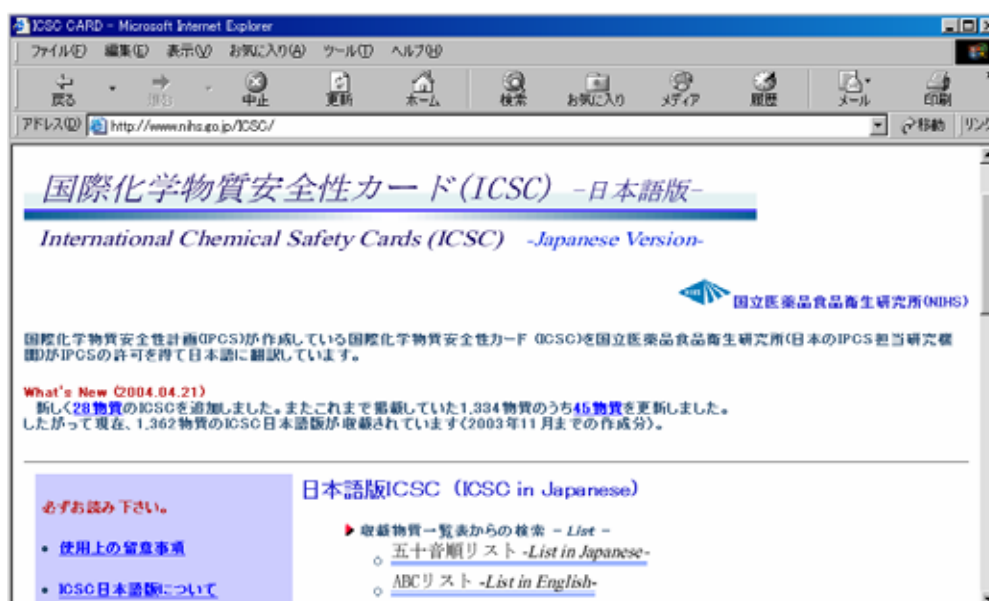 ICSC CARD - Microsoft Internet Explorer
ファイル(F) 編集(E) 表示(V) お気に入り(A) ツール(T) ヘルプ(H)
戻る 進む 中止 更新 ホーム 検索 お気に入り メディア 履歴 メール 印刷
アドレス(D) http://www.nihs.go.jp/ICSC/ 移動 リンク
国際化学物質安全性カード(ICSC) -日本語版-
International Chemical Safety Cards (ICSC) -Japanese Version-
国立医薬品食品衛生研究所(NIHS)
国際化学物質安全性計画(IPCS)が作成している国際化学物質安全性カード (ICSC)を国立医薬品食品衛生研究所(日本のIPCS担当研究機
関)がIPCSの許可を得て日本語に翻訳しています。
What's New (2004.04.21)
新しく28物質のICSCを追加しました。またこれまで掲載していた1,334物質のうち45物質を更新しました。
したがって現在、1,362物質のICSC日本語版が収載されています(2003年11月までの作成分)。
必ずお読み下さい。
• 使用上の留意事項
• ICSC日本語版について
日本語版ICSC (ICSC in Japanese)
収載物質一覧表からの検索 - List -
五十音順リスト -List in Japanese-
ABCリスト -List in English-